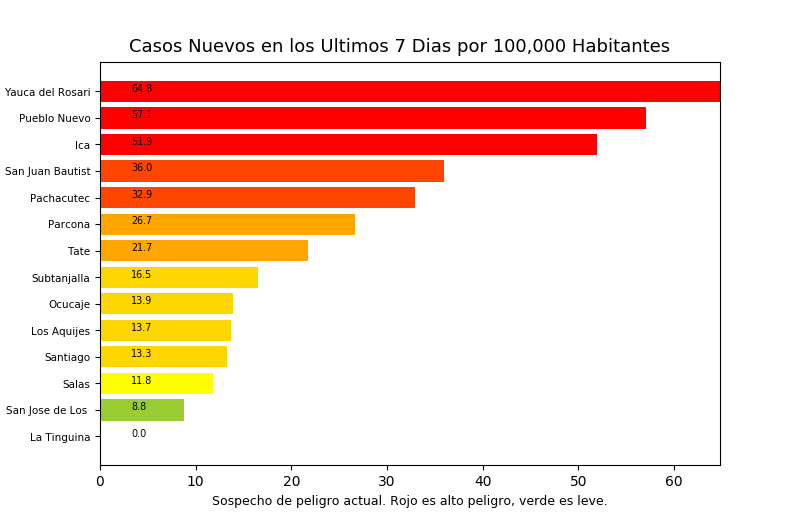 Casos Nuevos en los Ultimos 7 Dias por 100,000 Habitantes
Yauca del Rosari 64.8
Pueblo Nuevo 57.1
Ica 51.9
San Juan Bautist 36.0
Pachacutec 32.9
Parcona 26.7
Tate 21.7
Subtanjalla 16.5
Ocucaje 13.9
Los Aquijes 13.7
Santiago 13.3
Salas 11.8
San Jose de Los 8.8
La Tinguina 0.0
0 10 20 30 40 50 60
Sospecho de peligro actual. Rojo es alto peligro, verde es leve.